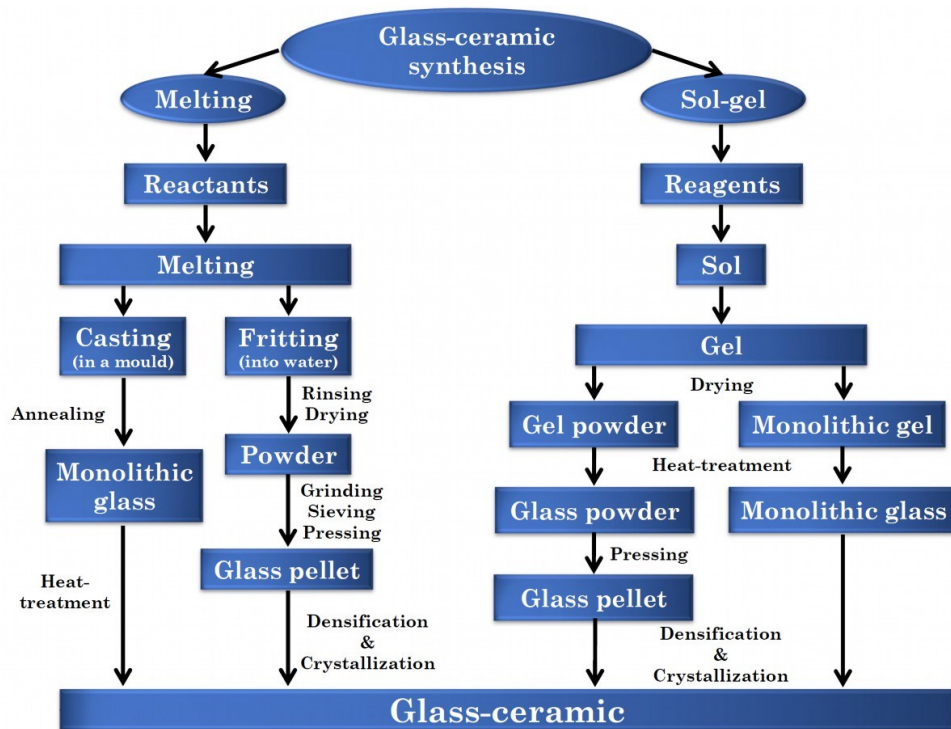 Glass-ceramic
synthesis
Melting
Sol-gel
Reactants
Reagents
Melting
Sol
Casting
(in a mould)
Fritting
(into water)
Gel
Annealing
Rinsing
Drying
Drying
Gel powder
Monolithic gel
Monolithic
glass
Powder
Heat-treatment
Grinding
Sieving
Pressing
Glass powder
Monolithic glass
Pressing
Glass pellet
Glass pellet
Heat-
treatment
Densification
&
Crystallization
Densification
&
Crystallization
Glass-ceramic